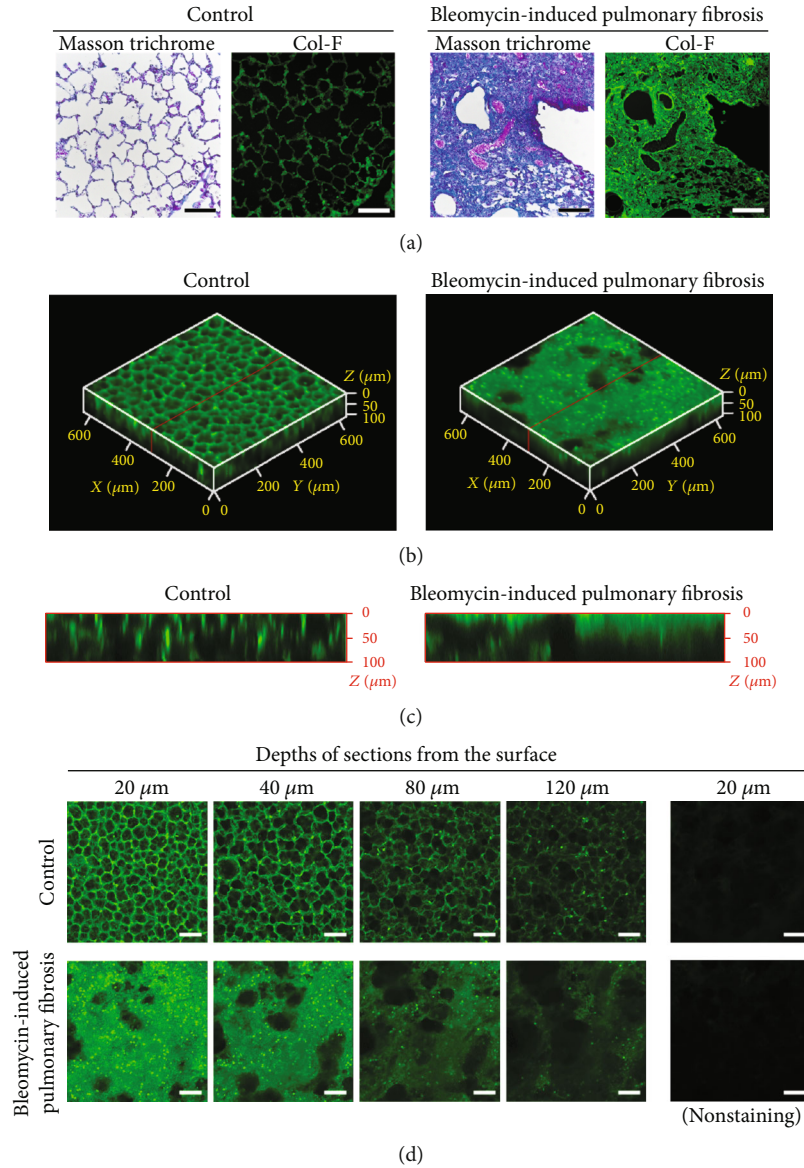 Control
Bleomycin-induced pulmonary fibrosis
Masson trichrome
Col-F
Masson trichrome
Col-F
(a)
Control
Bleomycin-induced pulmonary fibrosis
Z (μm)
0
50
100
600
400
200
0
X (μm)
0
200
400
600
Y (μm)
Z (μm)
0
50
100
600
400
200
0
X (μm)
0
200
400
600
Y (μm)
(b)
Control
Bleomycin-induced pulmonary fibrosis
0
50
100
Z (μm)
0
50
100
Z (μm)
(c)
Depths of sections from the surface
20 μm
40 μm
80 μm
120 μm
20 μm
Control
Bleomycin-induced
pulmonary fibrosis
(Nonstaining)
(d)